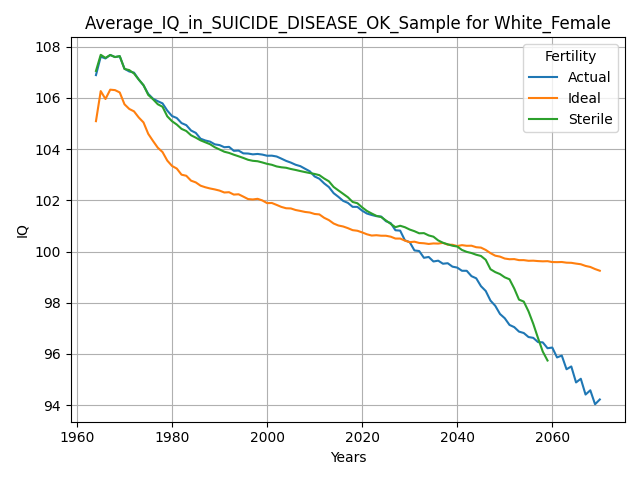 Average_IQ_in_SUICIDE_DISEASE_OK_Sample for White_Female
Fertility
Actual
Ideal
Sterile
IQ
108
106
104
102
100
98
96
94
1960
1980
2000
2020
2040
2060
Years